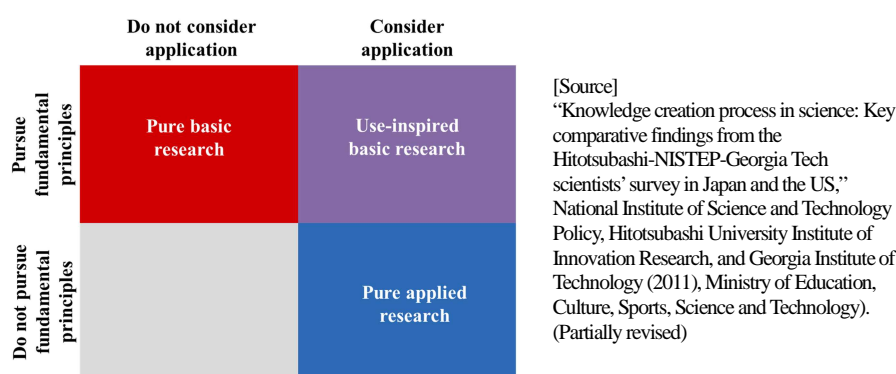 Do not consider
application
Consider
application
Pursue
fundamental
principles
Pure basic
research
Use-inspired
basic research
Do not pursue
fundamental
principles
Pure applied
research
[Source]
“Knowledge creation process in science: Key
comparative findings from the
Hitotsubashi-NISTEP-Georgia Tech
scientists’ survey in Japan and the US,”
National Institute of Science and Technology
Policy, Hitotsubashi University Institute of
Innovation Research, and Georgia Institute of
Technology (2011), Ministry of Education,
Culture, Sports, Science and Technology).
(Partially revised)